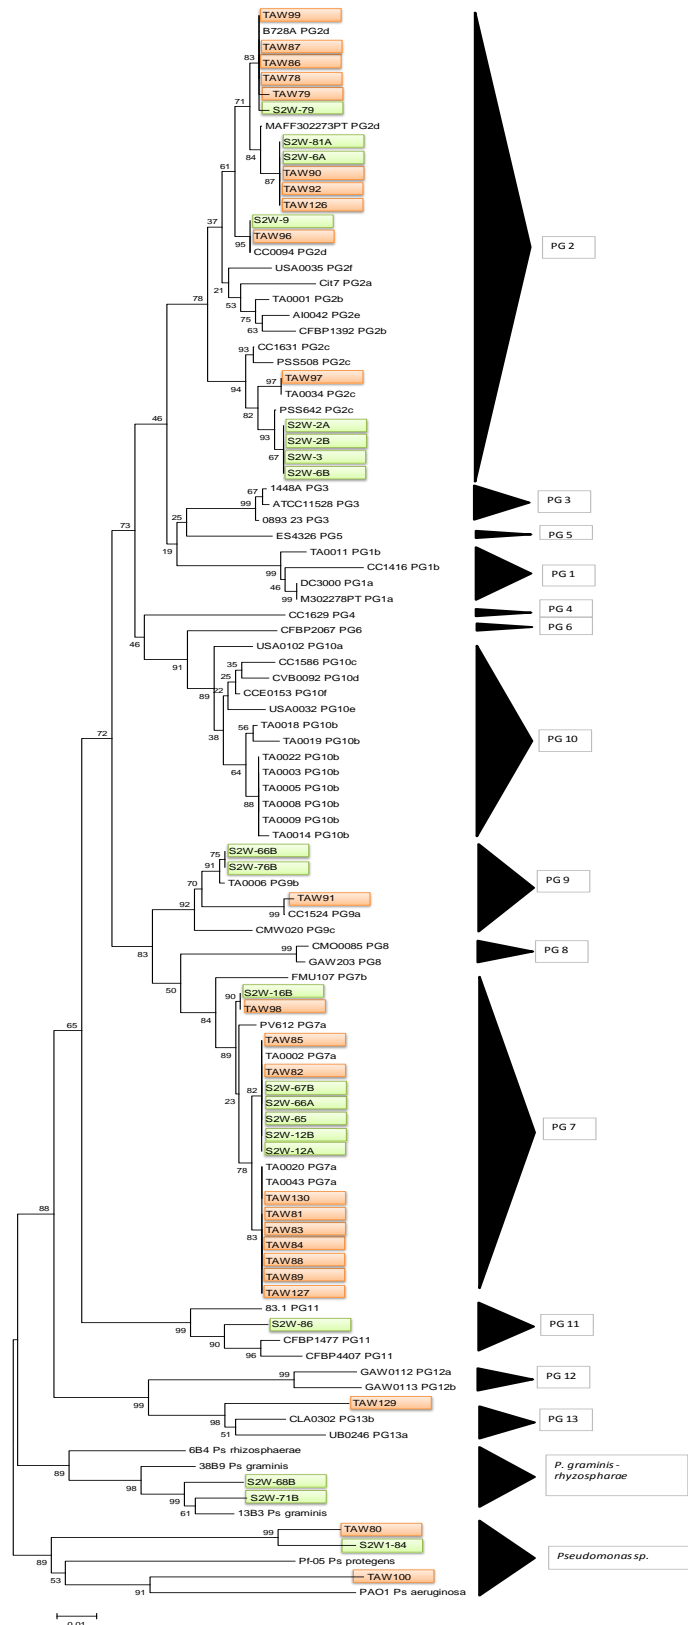 TAW99
B728A PG2d
TAW87
83
TAW86
TAW78
TAW79
71
S2W-79
MAFF302273PT PG2d
S2W-81A
84
S2W-6A
61
TAW90
87
TAW92
TAW126
S2W-9
37
TAW96
95
CC0094 PG2d
PG 2
USA0035 PG2f
Cit7 PG2a
21
TA0001 PG2b
78
53
AI0042 PG2e
75
CFBP1392 PG2b
63
CC1631 PG2c
93
PSS508 PG2c
TAW97
97
94
TA0034 PG2c
PSS642 PG2c
82
S2W-2A
46
S2W-2B
93
S2W-3
67
S2W-6B
1448A PG3
67
ATCC11528 PG3
PG 3
99
0893 23 PG3
25
73
ES4326 PG5
PG 5
19
TA0011 PG1b
CC1416 PG1b
99
DC3000 PG1a
PG 1
46
M302278PT PG1a
99
CC1629 PG4
PG 4
CFBP2067 PG6
PG 6
46
USA0102 PG10a
91
CC1586 PG10c
35
CVB0092 PG10d
25
CCE0153 PG10f
22
89
USA0032 PG10e
TA0018 PG10b
56
72
38
TA0019 PG10b
PG 10
TA0022 PG10b
64
TA0003 PG10b
TA0005 PG10b
TA0008 PG10b
88
TA0009 PG10b
TA0014 PG10b
S2W-66B
75
S2W-76B
91
TA0006 PG9b
PG 9
70
TAW91
92
CC1524 PG9a
99
CMW020 PG9c
CMO0085 PG8
99
PG 8
83
GAW203 PG8
FMU107 PG7b
50
S2W-16B
90
TAW98
84
PV612 PG7a
65
TAW85
89
TA0002 PG7a
TAW82
S2W-67B
82
23
S2W-66A
S2W-65
PG 7
S2W-12B
S2W-12A
TA0020 PG7a
78
TA0043 PG7a
TAW130
88
TAW81
TAW83
83
TAW84
TAW88
TAW89
TAW127
83.1 PG11
S2W-86
PG 11
99
CFBP1477 PG11
90
CFBP4407 PG11
96
GAW0112 PG12a
99
PG 12
GAW0113 PG12b
99
TAW129
CLA0302 PG13b
PG 13
98
UB0246 PG13a
51
6B4 Ps rhizosphaerae
38B9 Ps graminis
P. graminis -
89
rhyzospharae
S2W-68B
98
S2W-71B
99
13B3 Ps graminis
61
TAW80
99
S2W1-84
Pseudomonas sp.
89
Pf-05 Ps protegens
TAW100
53
PAO1 Ps aeruginosa
91
0.01